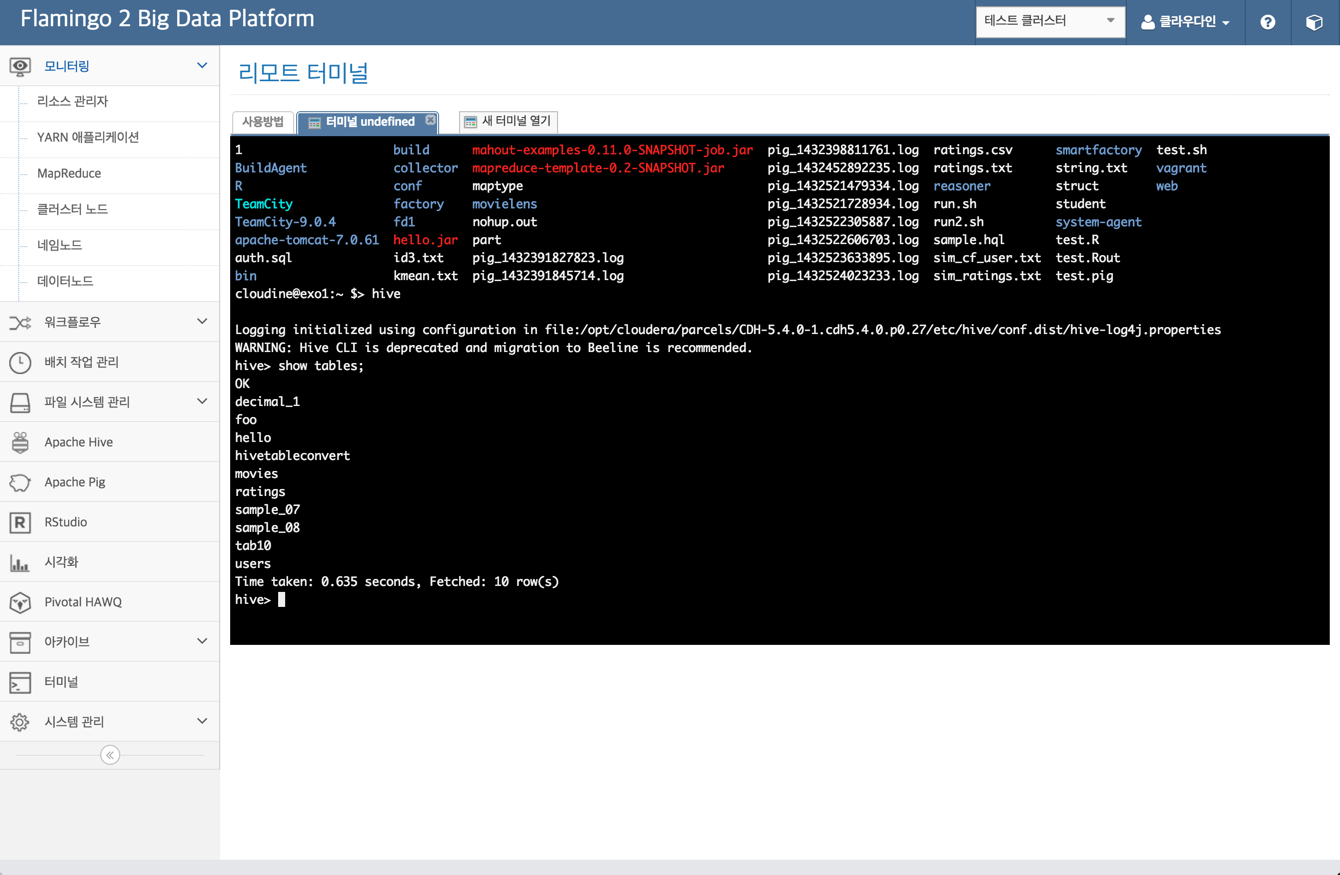 Flamingo 2 Big Data Platform
테스트 클러스터
클라우다인
모니터링
리소스 관리자
YARN 애플리케이션
MapReduce
클러스터 노드
네임노드
데이터노드
워크플로우
배치 작업 관리
파일 시스템 관리
Apache Hive
Apache Pig
RStudio
시각화
Pivotal HAWQ
아카이브
터미널
시스템 관리
리모트 터미널
사용방법 터미널 undefined 새 터미널 열기
1 build mahout-examples-0.11.0-SNAPSHOT-job.jar pig_1432398811761.log ratings.csv smartfactory test.sh
BuildAgent collector mapreduce-template-0.2-SNAPSHOT.jar pig_1432452892235.log ratings.txt string.txt vagrant
R conf maptype pig_1432521479334.log reasoner struct web
TeamCity factory movielens pig_1432521728934.log run.sh student
TeamCity-9.0.4 fd1 nohup.out pig_1432522305887.log run2.sh system-agent
apache-tomcat-7.0.61 hello.jar part pig_1432522606703.log sample.hql test.R
auth.sql id3.txt pig_1432391827823.log pig_1432523633895.log sim_cf_user.txt test.Rout
bin kmean.txt pig_1432391845714.log pig_1432524023233.log sim_ratings.txt test.pig
cloudine@exo1:~ $> hive
Logging initialized using configuration in file:/opt/cloudera/parcels/CDH-5.4.0-1.cdh5.4.0.p0.27/etc/hive/conf.dist/hive-log4j.properties
WARNING: Hive CLI is deprecated and migration to Beeline is recommended.
hive> show tables;
OK
decimal_1
foo
hello
hivetableconvert
movies
ratings
sample_07
sample_08
tab10
users
Time taken: 0.635 seconds, Fetched: 10 row(s)
hive>